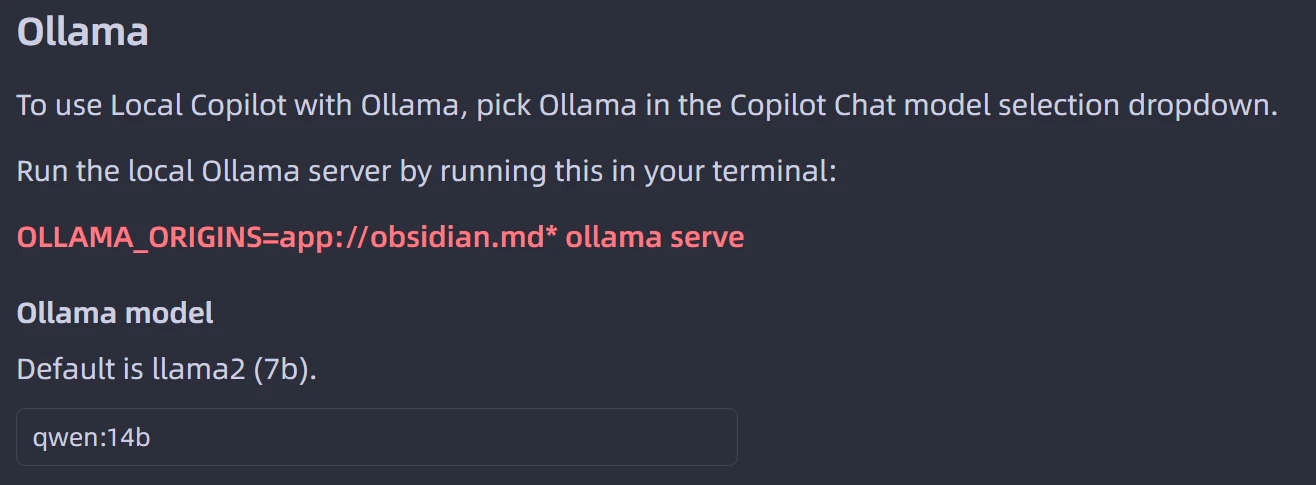 Ollama
To use Local Copilot with Ollama, pick Ollama in the Copilot Chat model selection dropdown.
Run the local Ollama server by running this in your terminal:
OLLAMA_ORIGINS=app://obsidian.md* ollama serve
Ollama model
Default is llama2 (7b).
qwen:14b